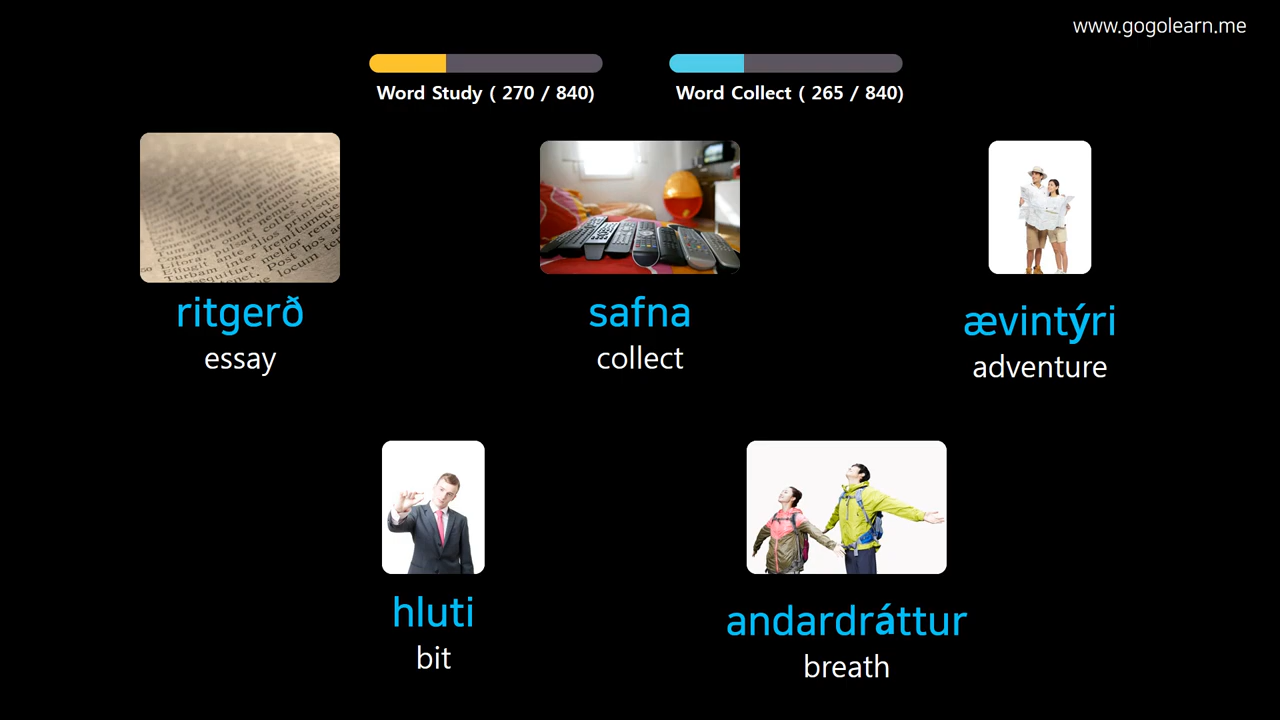 www.gogolearn.me
Word Study ( 270 / 840)
Word Collect ( 265 / 840)
ritgerð
essay
safna
collect
ævintýri
adventure
hluti
bit
andardráttur
breath